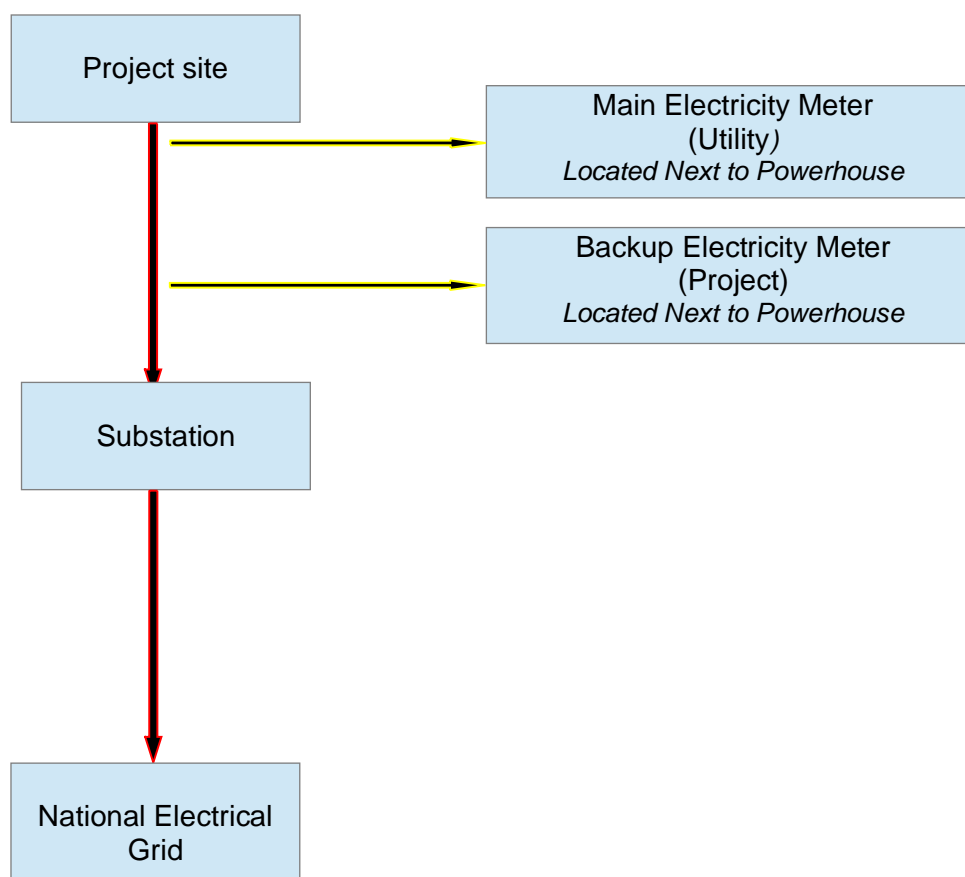 Project site
Main Electricity Meter
(Utility)
Located Next to Powerhouse
Backup Electricity Meter
(Project)
Located Next to Powerhouse
Substation
National Electrical
Grid